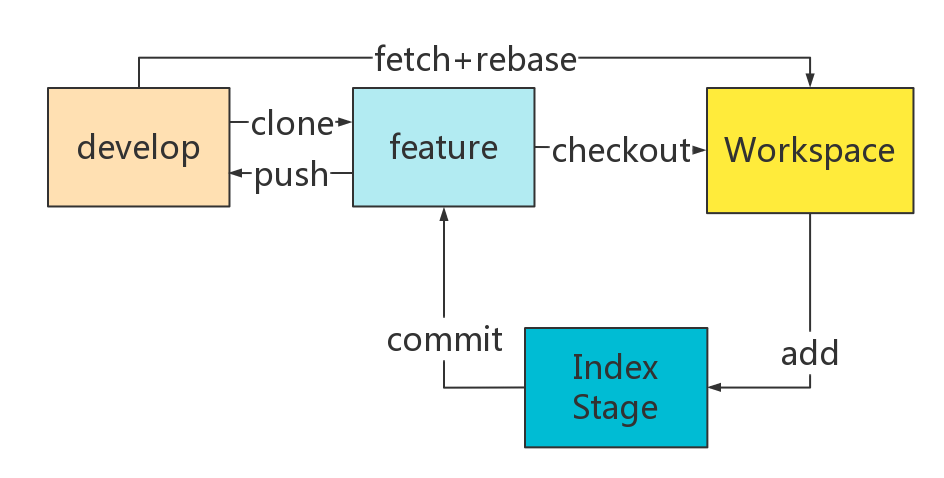 fetch+rebase
develop
clone
push
feature
checkout
Workspace
commit
Index
Stage
add